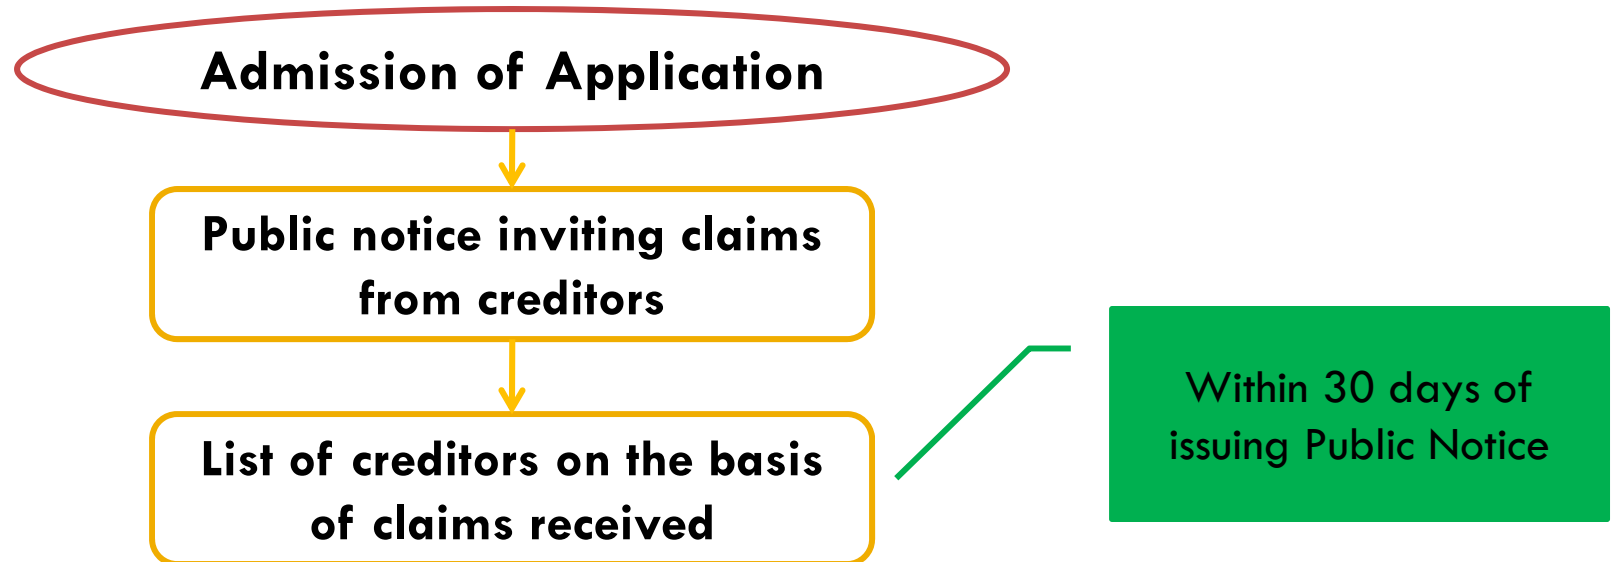 Admission of Application
Public notice inviting claims
from creditors
List of creditors on the basis
of claims received
Within 30 days of
issuing Public Notice